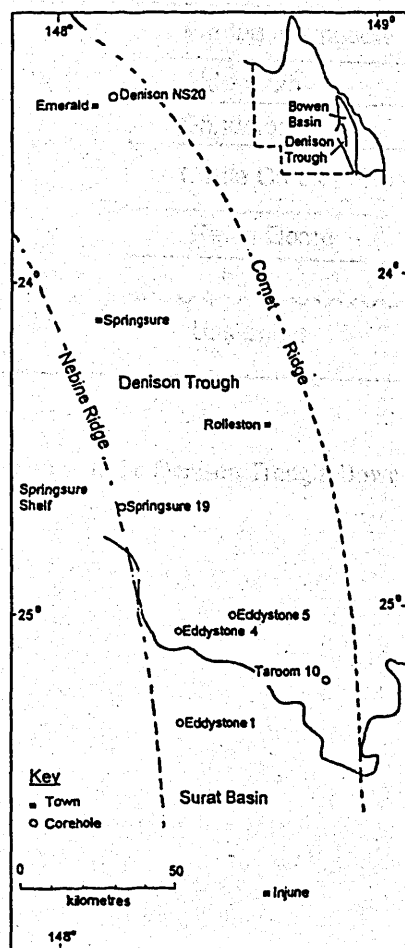 148°
149°
Emerald
Denison NS20
Bowen
Basin
Denison
Trough
24°
24°
Comet
Ridge
Springsure
Nebine Ridge
Denison Trough
Rolleston
Springsure
Shelf
Springsure 19
25°
25°
Eddystone 5
Eddystone 4
Taroom 10
Eddystone 1
Key
Town
Corehole
Surat Basin
0
50
kilometres
Injune
148°